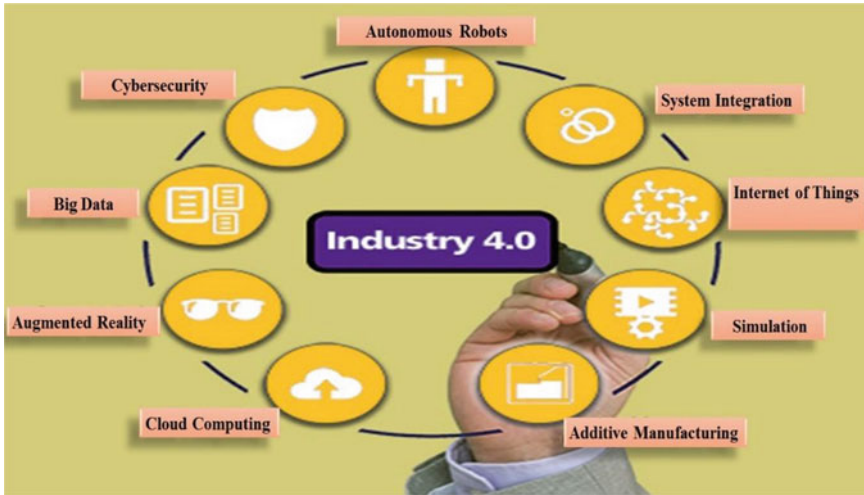 Autonomous Robots
Cybersecurity
System Integration
Big Data
Internet of Things
Industry 4.0
Augmented Reality
Simulation
Cloud Computing
Additive Manufacturing